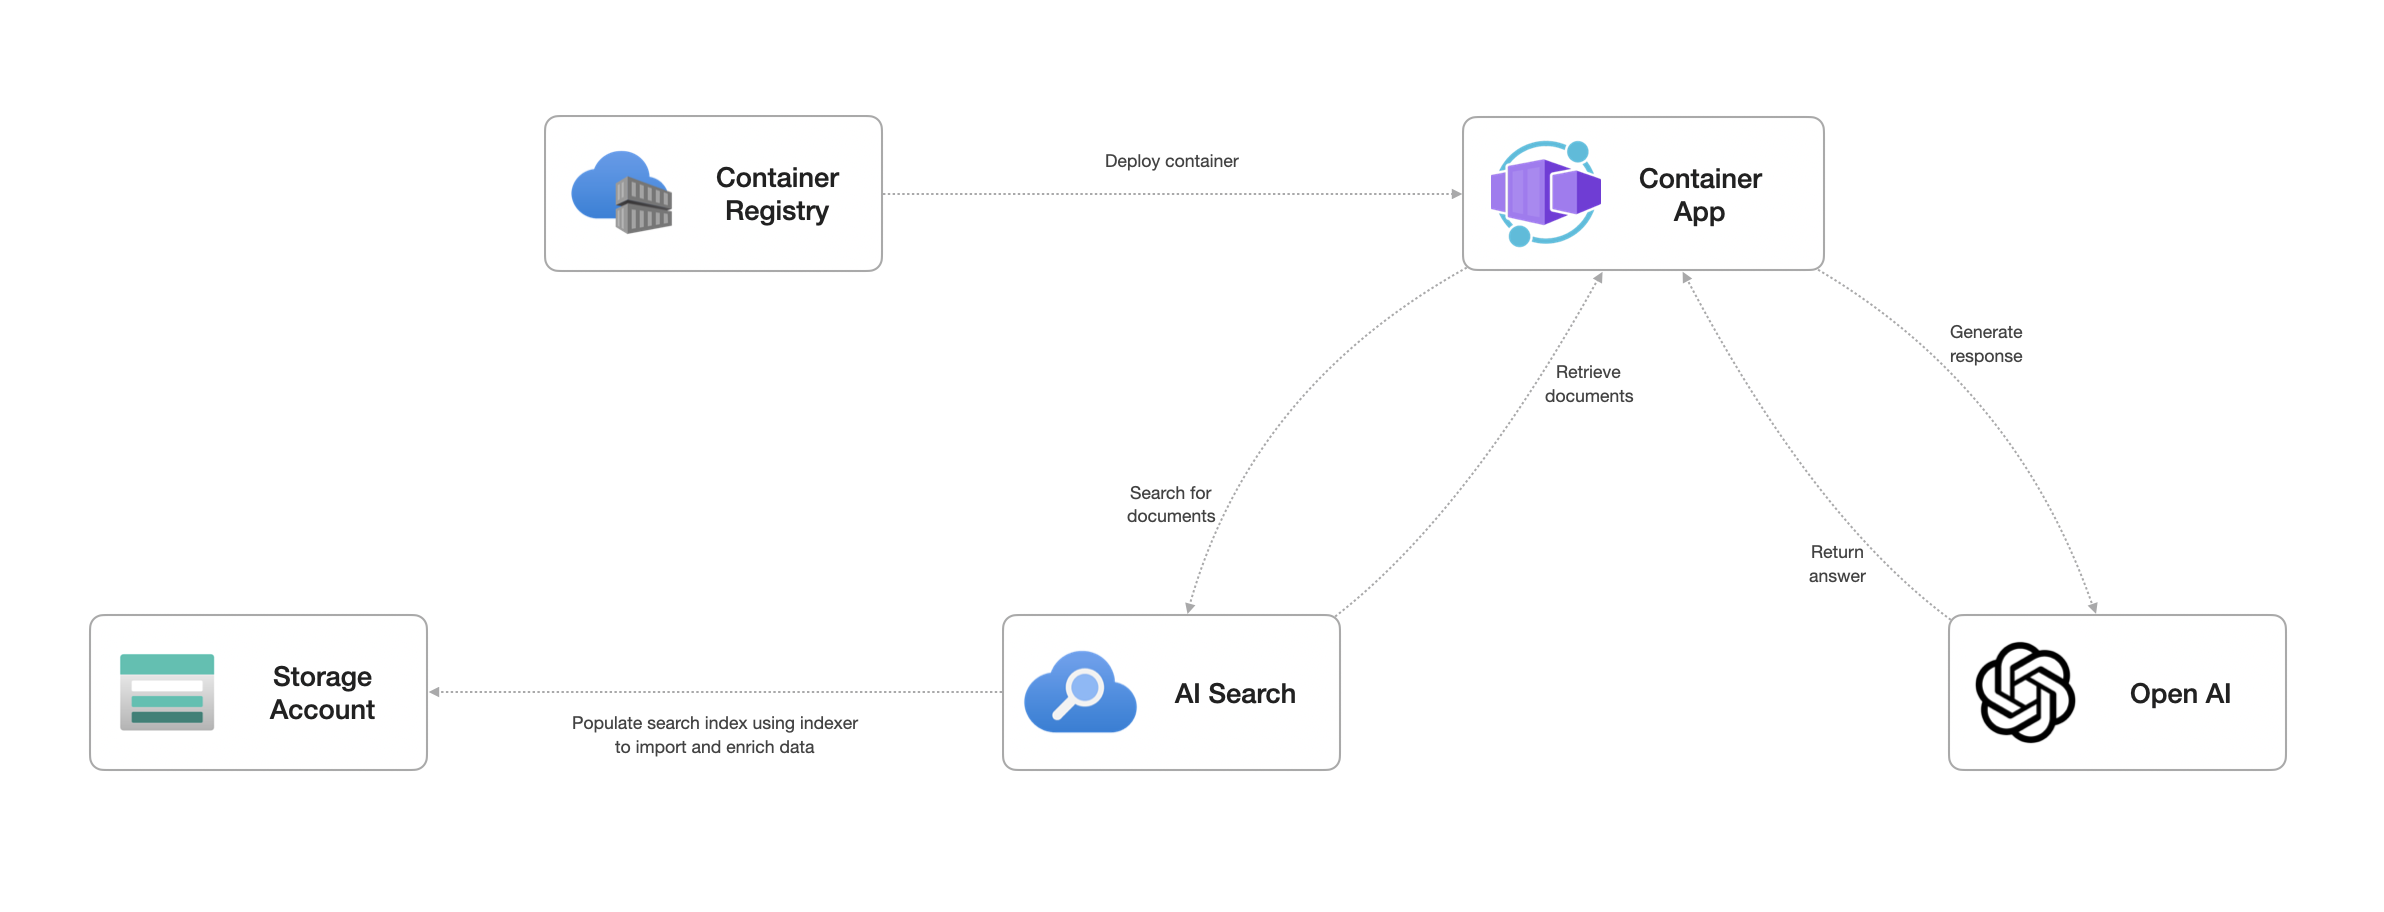 Container
Registry
Deploy container
Container
App
Generate
response
Retrieve
documents
Search for
documents
Return
answer
Storage
Account
Populate search index using indexer
to import and enrich data
AI Search
Open AI